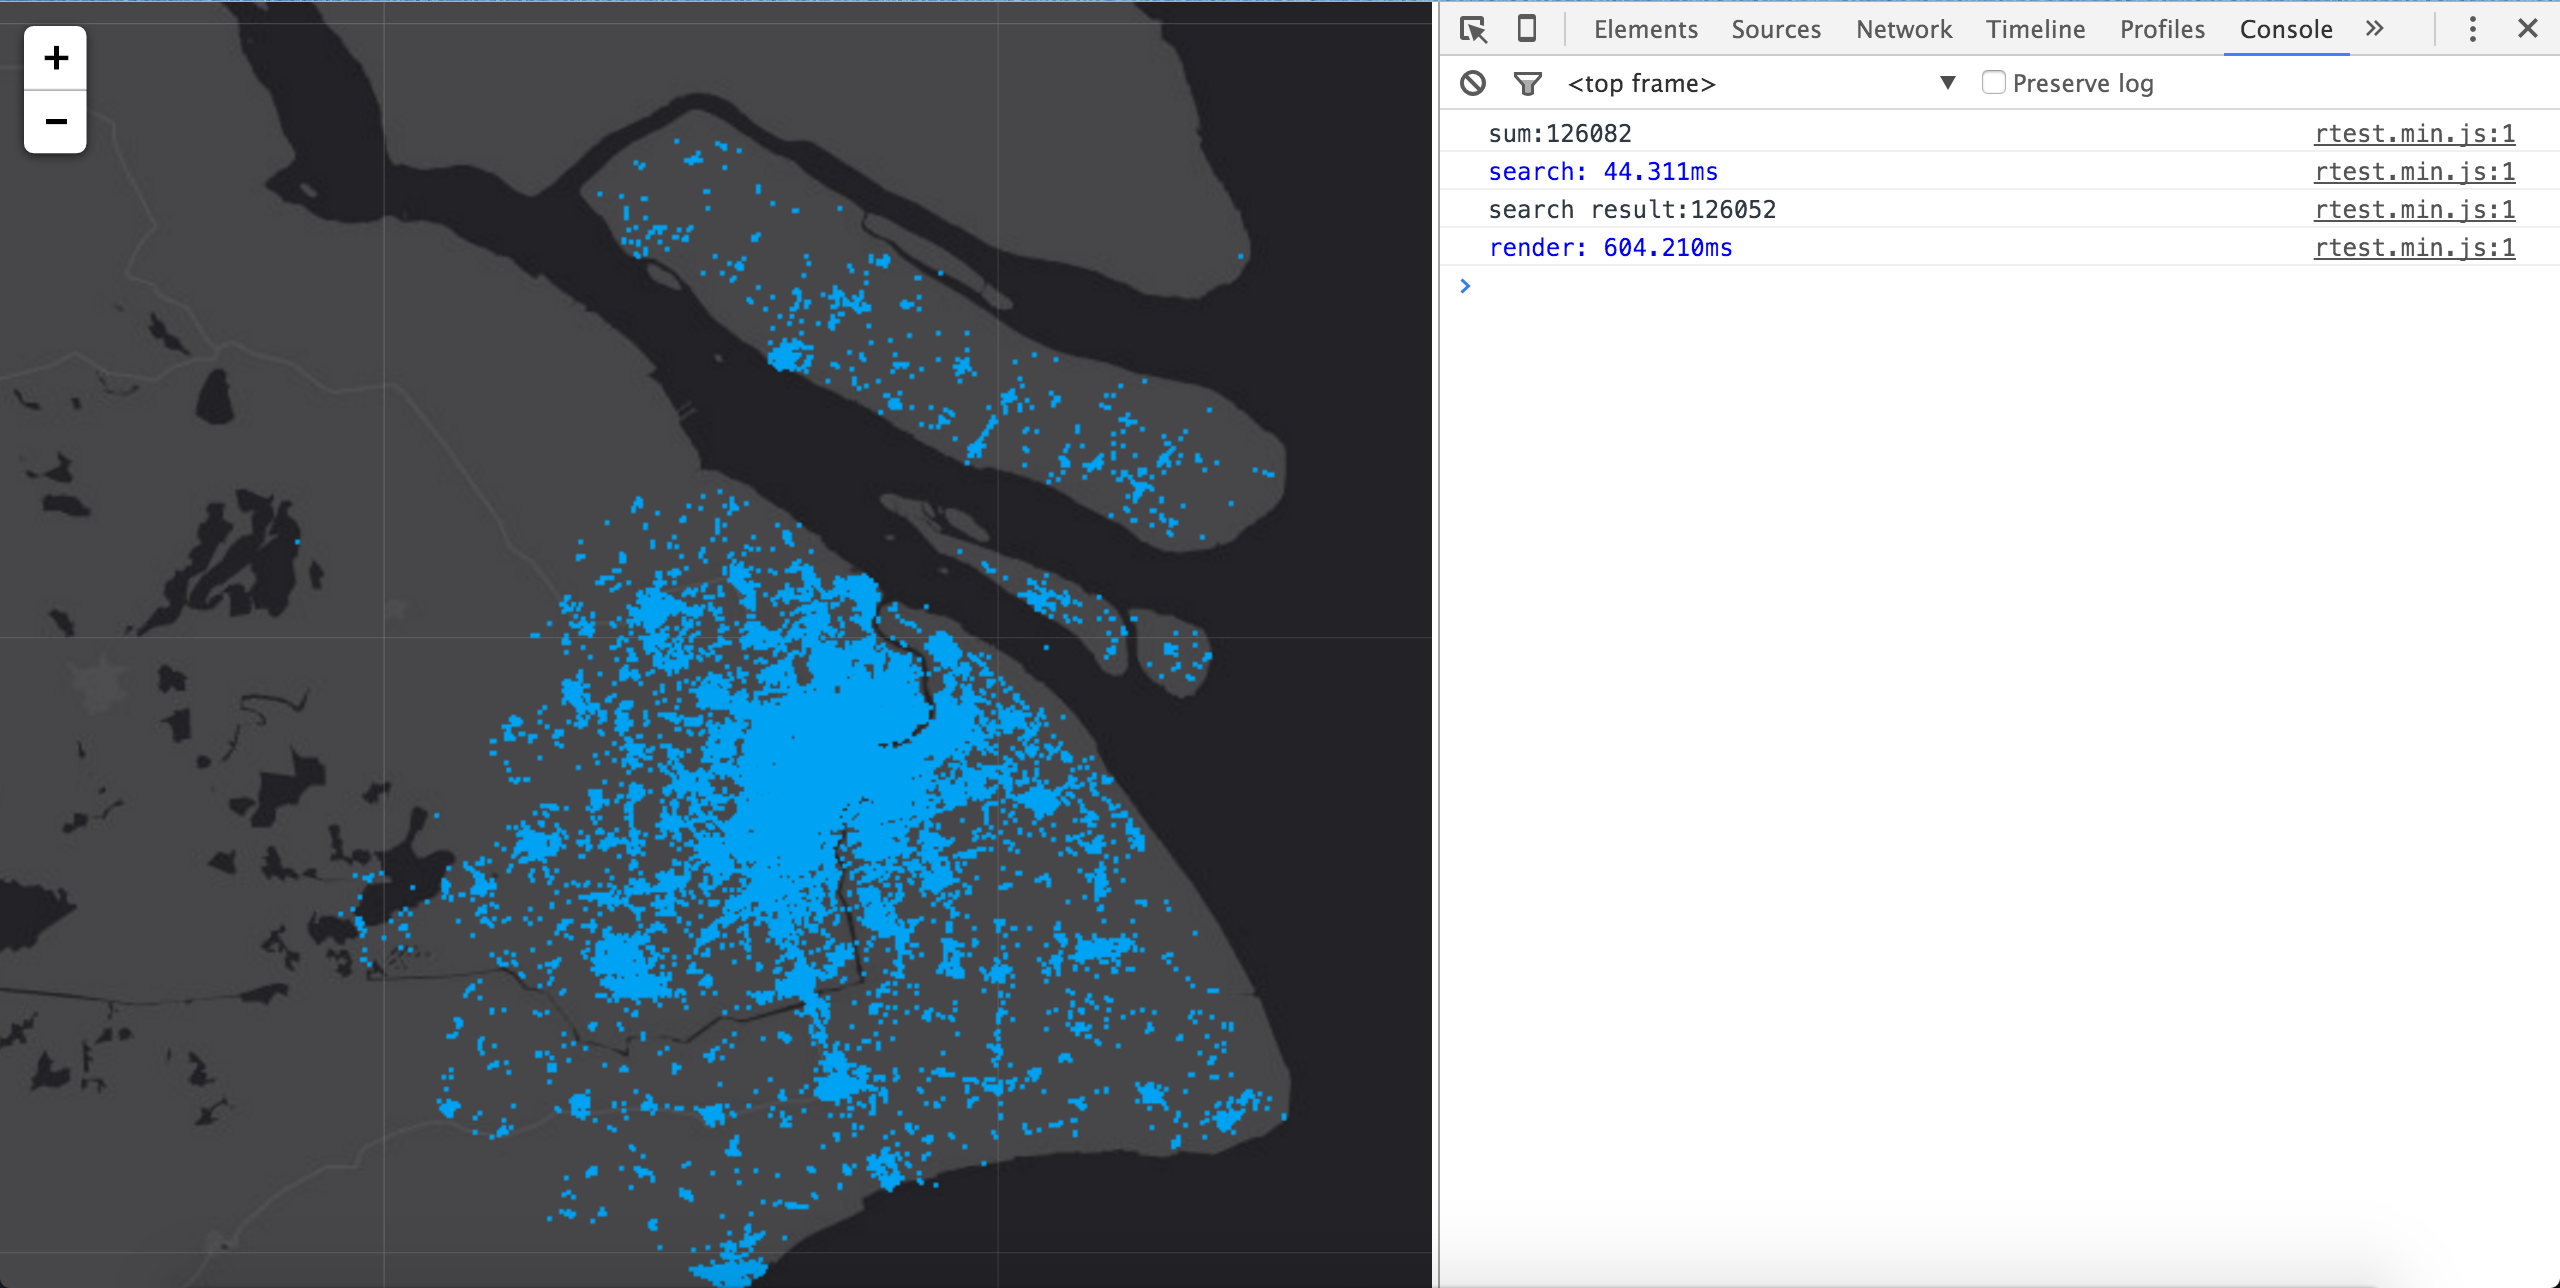 +
−
Elements Sources Network Timeline Profiles Console »
<top frame> ▼ Preserve log
sum:126082 rtest.min.js:1
search: 44.311ms rtest.min.js:1
search result:126052 rtest.min.js:1
render: 604.210ms rtest.min.js:1
>